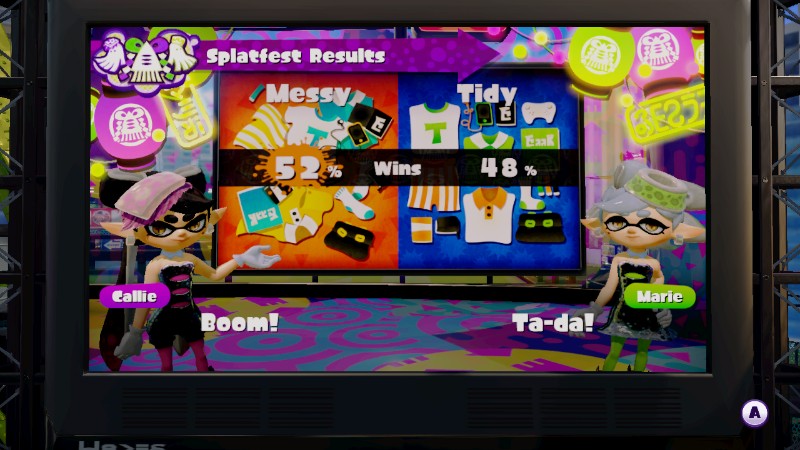 Splatfest Results
Messy
Tidy
T
52% Wins 48%
Callie
Marie
Boom!
Ta-da!
A